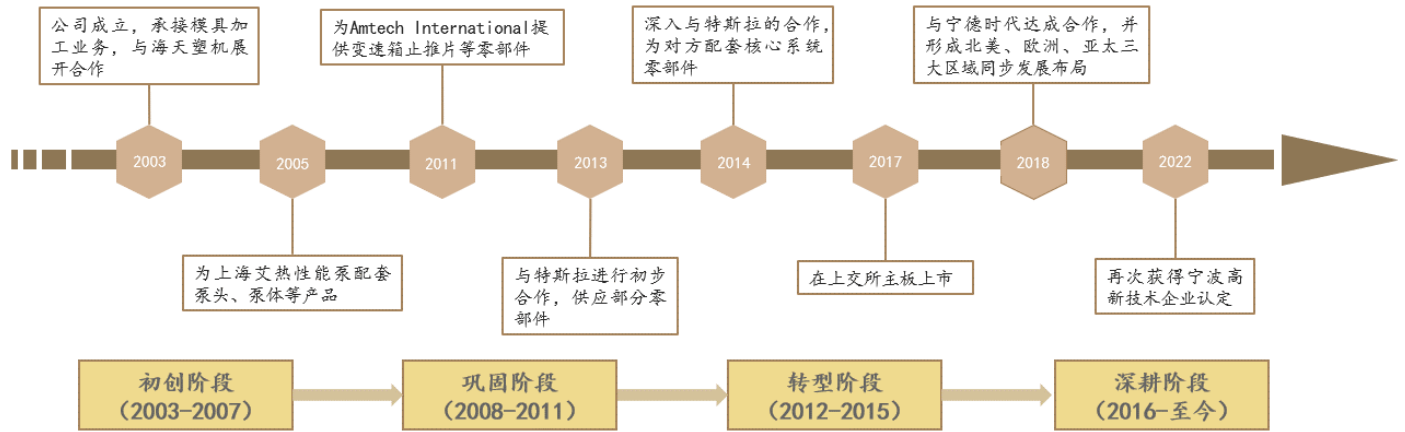 公司成立，承接模具加
工业务，与海天塑机展
开合作
为Amtech International提
供变速箱止推片等零部件
深入与特斯拉的合作，
为对方配套核心系统
零部件
与宁德时代达成合作，并
形成北美、欧洲、亚太三
大区域同步发展布局
2003
2005
2011
2013
2014
2017
2018
2022
为上海艾热性能泵配套
泵头、泵体等产品
与特斯拉进行初步
合作，供应部分零
部件
在上交所主板上市
再次获得宁波高
新技术企业认定
初创阶段
（2003-2007）
巩固阶段
（2008-2011）
转型阶段
（2012-2015）
深耕阶段
（2016-至今）